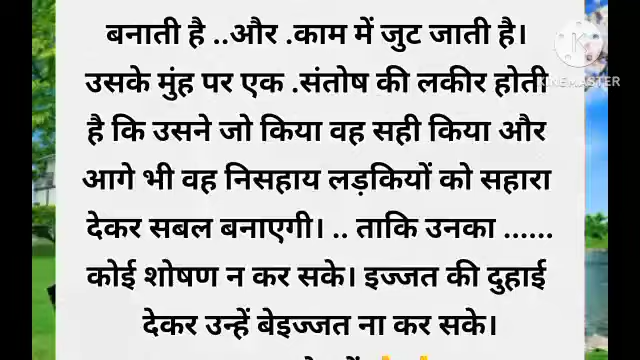 बनाती है ..और .काम में जुट जाती है।
उसके मुंह पर एक .संतोष की लकीर होती
है कि उसने जो किया वह सही किया और
आगे भी वह निसहाय लड़कियों को सहारा
देकर सबल बनाएगी। .. ताकि उनका ......
कोई शोषण न कर सके। इज्जत की दुहाई
देकर उन्हें बेइज्जत ना कर सके।
KINEMASTER